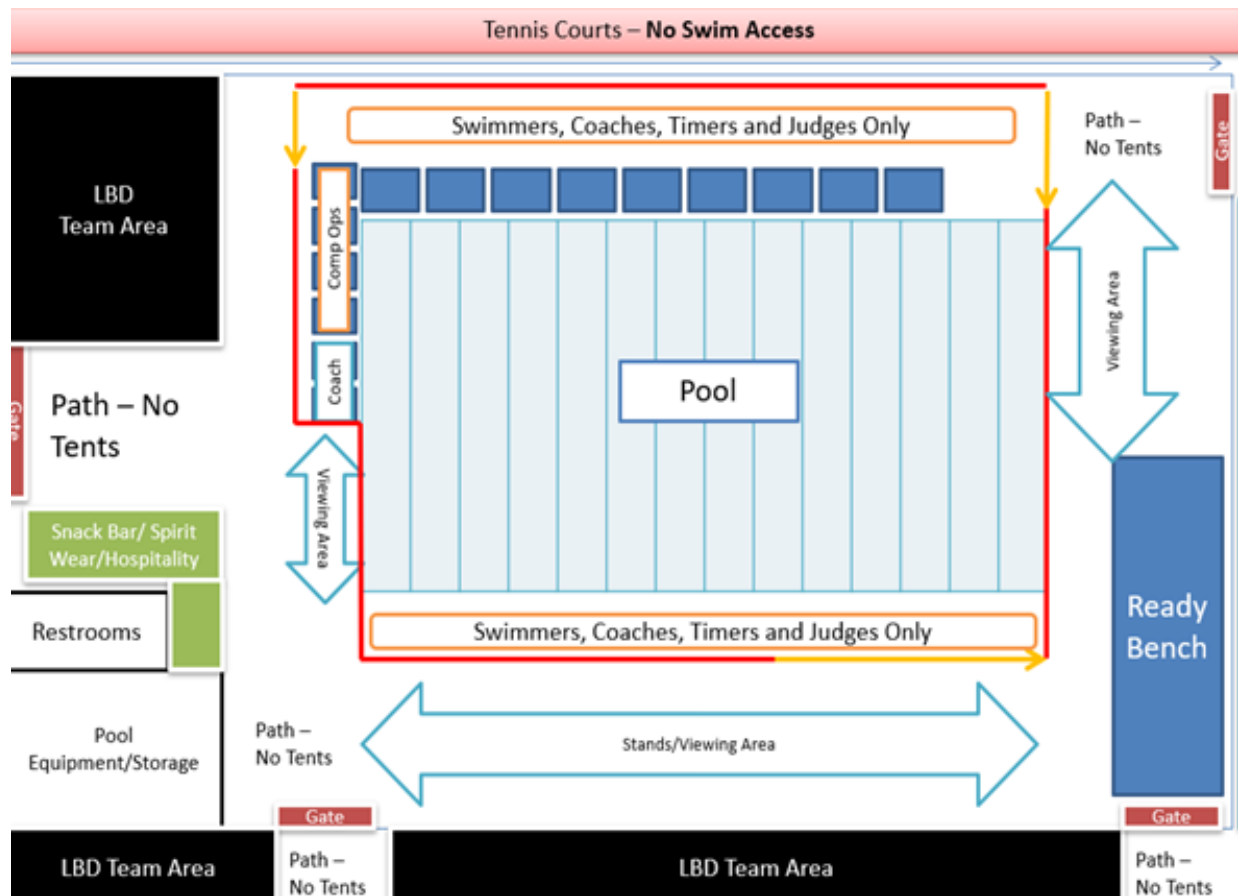 Tennis Courts – No Swim Access
Swimmers, Coaches, Timers and Judges Only
Path –
No Tents
Gate
LBD
Team Area
Comp Ops
Coach
Viewing Area
Pool
Gate
Path – No
Tents
Viewing Area
Snack Bar/ Spirit
Wear/Hospitality
Restrooms
Swimmers, Coaches, Timers and Judges Only
Ready
Bench
Pool
Equipment/Storage
Path –
No Tents
Stands/Viewing Area
Gate
Gate
LBD Team Area
Path –
No Tents
LBD Team Area
Path –
No Tents